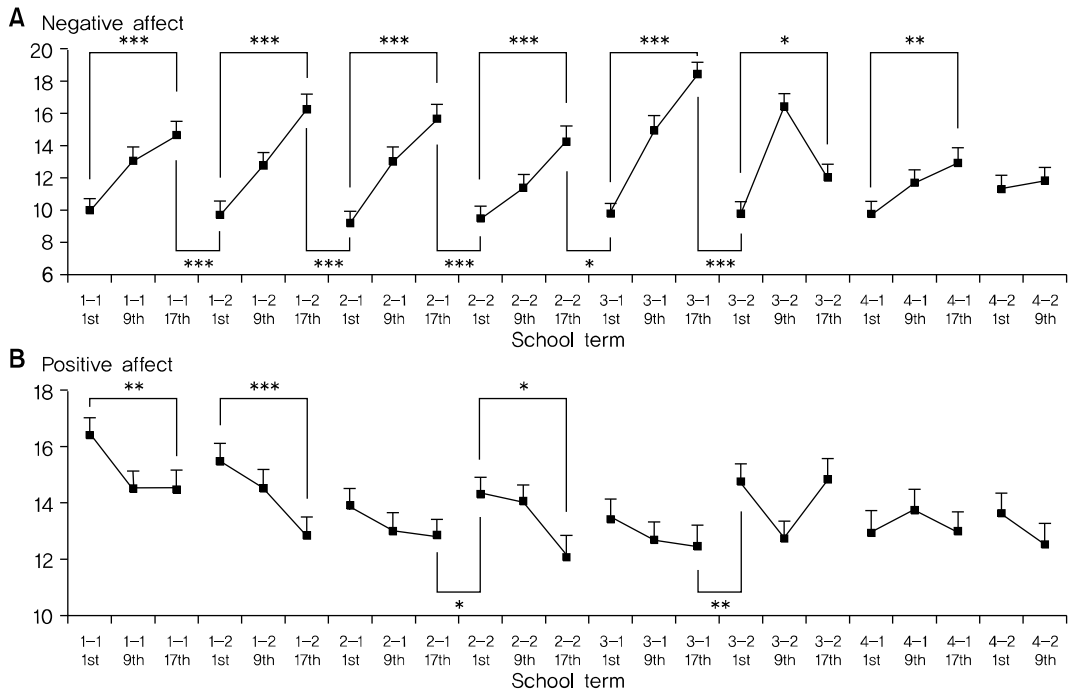 A Negative affect
20
*** *** *** *** *** * **
18
16
14
12
10
8
*** *** *** * ***
6
1–1 1–1 1–1 1–2 1–2 1–2 2–1 2–1 2–1 2–2 2–2 2–2 3–1 3–1 3–1 3–2 3–2 3–2 4–1 4–1 4–1 4–2 4–2
1st 9th 17th 1st 9th 17th 1st 9th 17th 1st 9th 17th 1st 9th 17th 1st 9th 17th 1st 9th 17th 1st 9th
School term
B Positive affect
18
** *** *
16
14
12
* **
10
1–1 1–1 1–1 1–2 1–2 1–2 2–1 2–1 2–1 2–2 2–2 2–2 3–1 3–1 3–1 3–2 3–2 3–2 4–1 4–1 4–1 4–2 4–2
1st 9th 17th 1st 9th 17th 1st 9th 17th 1st 9th 17th 1st 9th 17th 1st 9th 17th 1st 9th 17th 1st 9th
School term